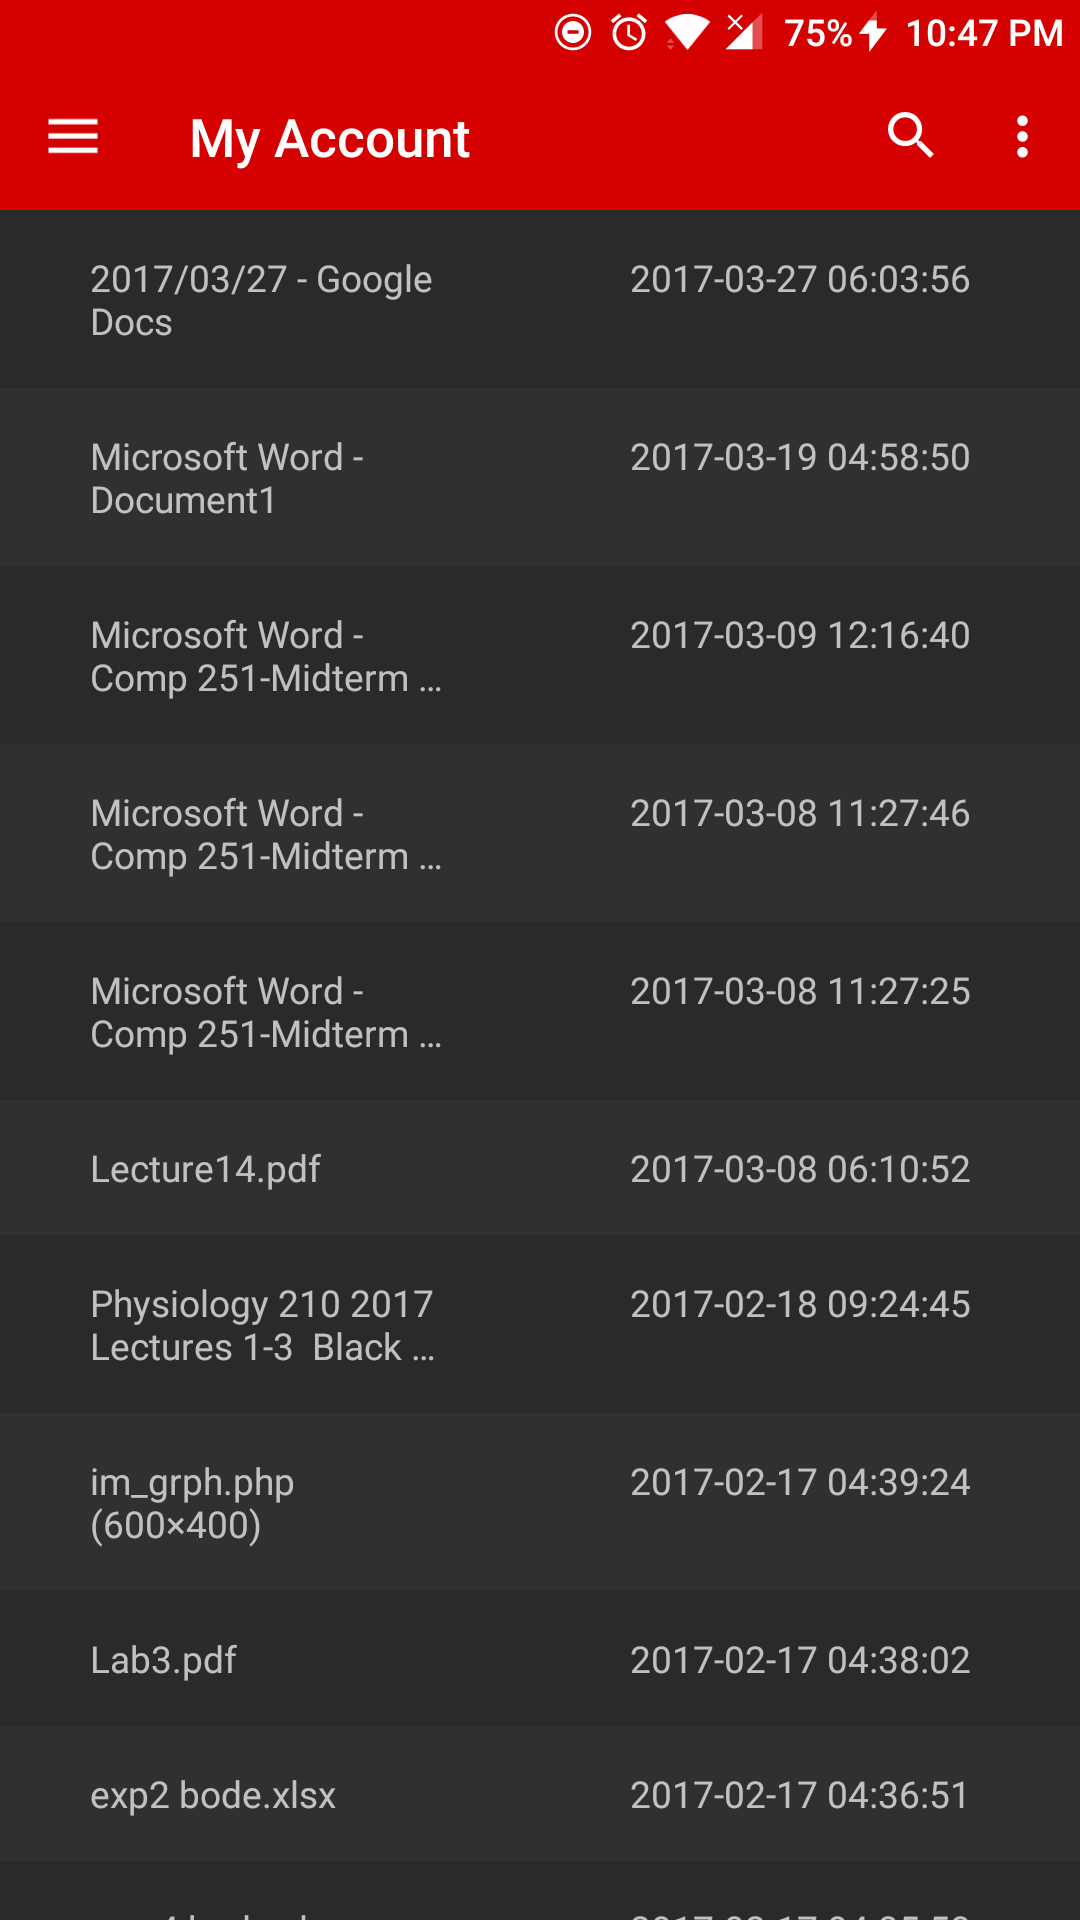 75% 10:47 PM
My Account
2017/03/27 - Google 2017-03-27 06:03:56
Docs
Microsoft Word - 2017-03-19 04:58:50
Document1
Microsoft Word - 2017-03-09 12:16:40
Comp 251-Midterm ...
Microsoft Word - 2017-03-08 11:27:46
Comp 251-Midterm ...
Microsoft Word - 2017-03-08 11:27:25
Comp 251-Midterm ...
Lecture14.pdf 2017-03-08 06:10:52
Physiology 210 2017 2017-02-18 09:24:45
Lectures 1-3  Black ...
im_grph.php 2017-02-17 04:39:24
(600×400)
Lab3.pdf 2017-02-17 04:38:02
exp2 bode.xlsx 2017-02-17 04:36:51